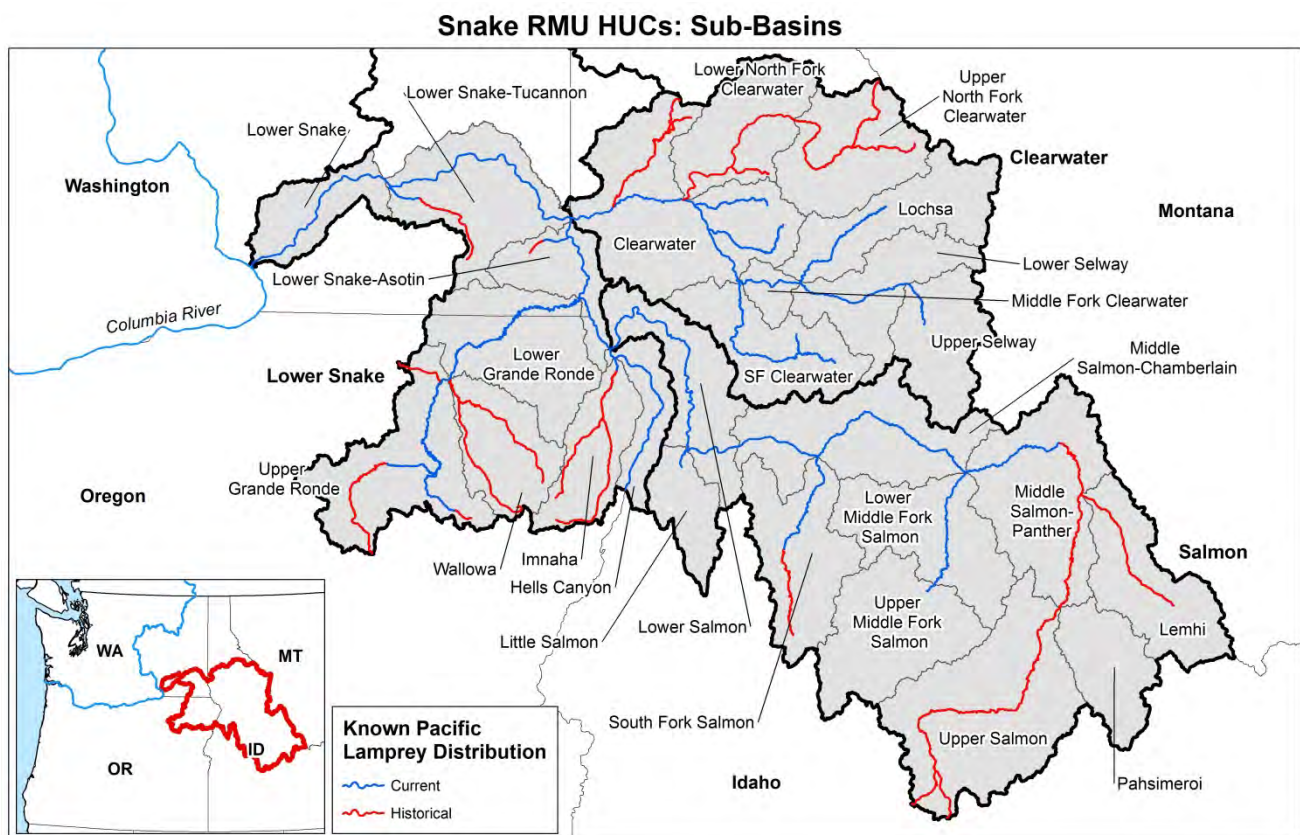 Snake RMU HUCs: Sub-Basins
Lower North Fork
Clearwater
Upper
North Fork
Clearwater
Lower Snake-Tucannon
Lower Snake
Washington
Clearwater
Montana
Lochsa
Clearwater
Lower Selway
Lower Snake-Asotin
Middle Fork Clearwater
Columbia River
Upper Selway
Middle
Salmon-Chamberlain
Lower
Grande Ronde
Lower Snake
SF Clearwater
Upper
Grande Ronde
Oregon
Lower
Middle Fork
Salmon
Middle
Salmon-
Panther
Salmon
Wallowa
Imnaha
Hells Canyon
Upper
Middle Fork
Salmon
Little Salmon
Lower Salmon
Lemhi
South Fork Salmon
Upper Salmon
Pahsimeroi
Idaho
WA
MT
OR
ID
Known Pacific
Lamprey Distribution
Current
Historical